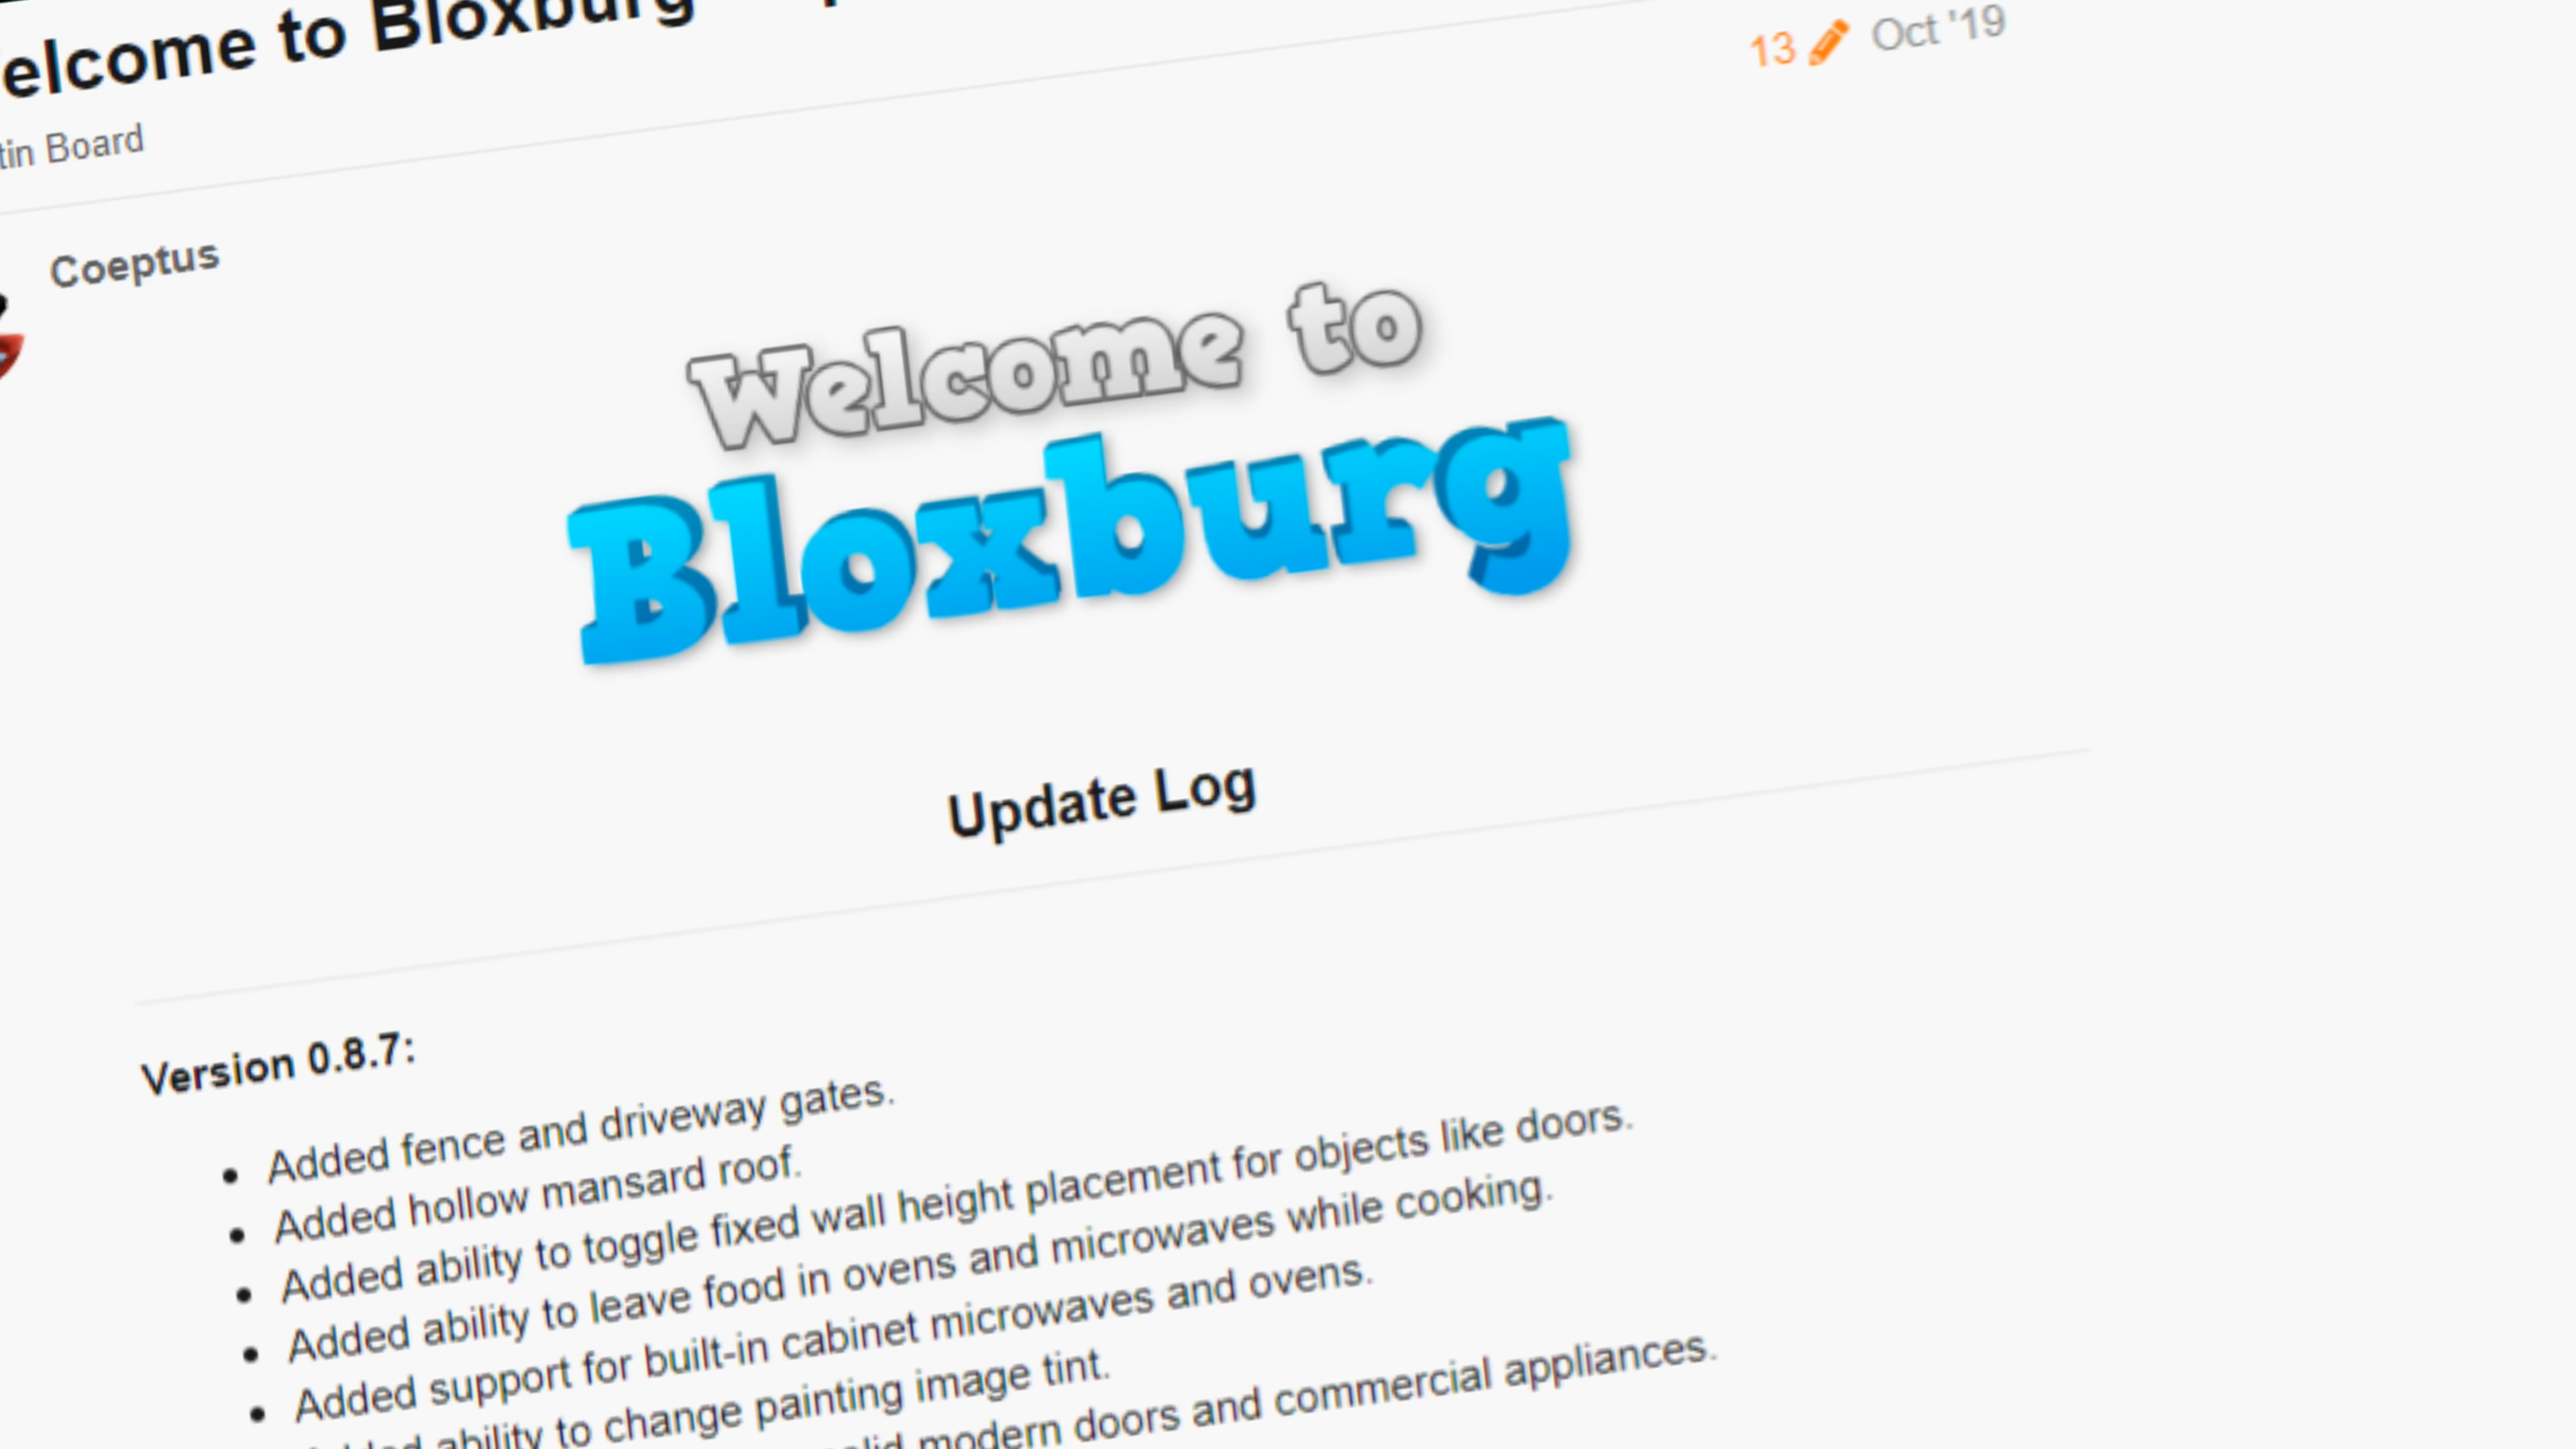 elcome to Bloxburg
13 Oct '19
tin Board
Coeptus
Welcome to
Bloxburg
Update Log
Version 0.8.7:
• Added fence and driveway gates.
• Added hollow mansard roof.
• Added ability to toggle fixed wall height placement for objects like doors.
• Added ability to leave food in ovens and microwaves while cooking.
• Added support for built-in cabinet microwaves and ovens.
ability to change painting image tint.
modern doors and commercial appliances.